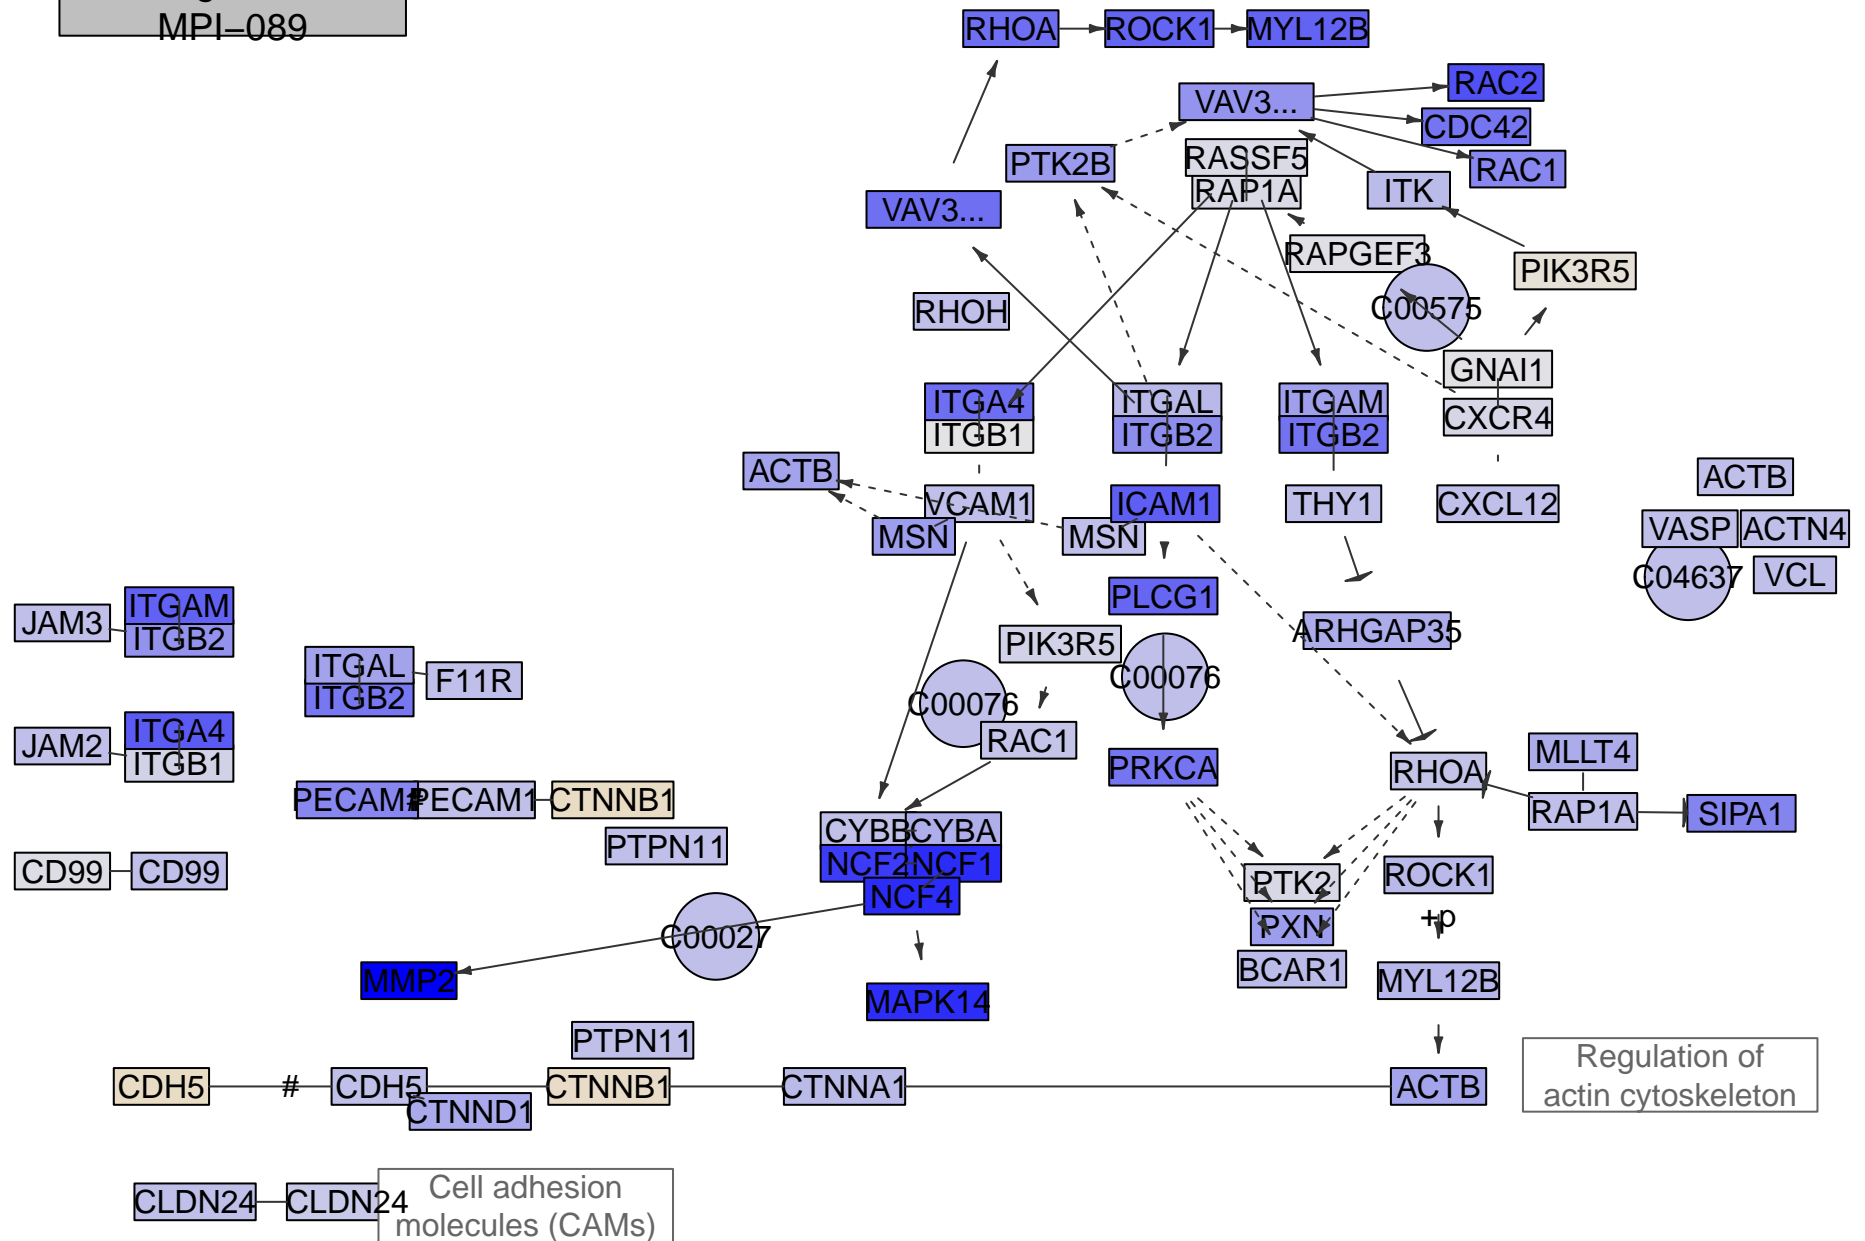 MPI−089
RHOA
ROCK1
MYL12B
VAV3...
RAC2
CDC42
RAC1
PTK2B
RASSF5
RAP1A
ITK
VAV3...
RAPGEF3
PIK3R5
RHOH
C00575
GNAI1
ITGA4
ITGAL
ITGAM
CXCR4
ITGB1
ITGB2
ITGB2
ACTB
ACTB
VCAM1
ICAM1
THY1
CXCL12
MSN
MSN
VASP
ACTN4
C04637
VCL
PLCG1
JAM3
ITGAM
ITGB2
ARHGAP35
PIK3R5
ITGAL
F11R
ITGB2
C00076
C00076
RAC1
JAM2
ITGA4
ITGB1
PRKCA
RHOA
MLLT4
PECAM1
#
PECAM1
CTNNB1
RAP1A
SIPA1
CYBB
CYBA
PTPN11
CD99
CD99
NCF2
NCF1
NCF4
PTK2
ROCK1
+p
PXN
C00027
BCAR1
MMP2
MYL12B
MAPK14
PTPN11
CDH5
#
CDH5
CTNNB1
CTNNA1
ACTB
CTNND1
Regulation of
actin cytoskeleton
CLDN24
CLDN24
Cell adhesion
molecules (CAMs)